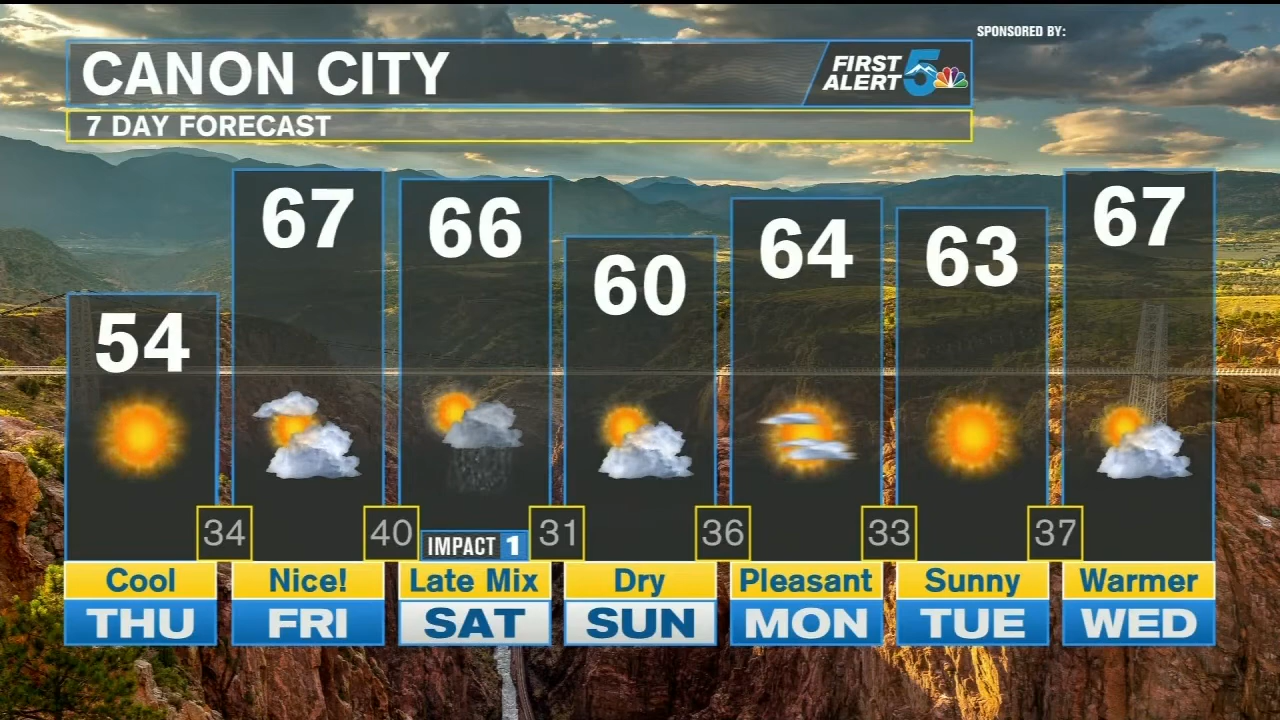 SPONSORED BY:
CANON CITY
FIRST ALERT 5
7 DAY FORECAST
54 67 66 60 64 63 67
34 40 31 36 33 37
IMPACT 1
Cool Nice! Late Mix Dry Pleasant Sunny Warmer
THU FRI SAT SUN MON TUE WED